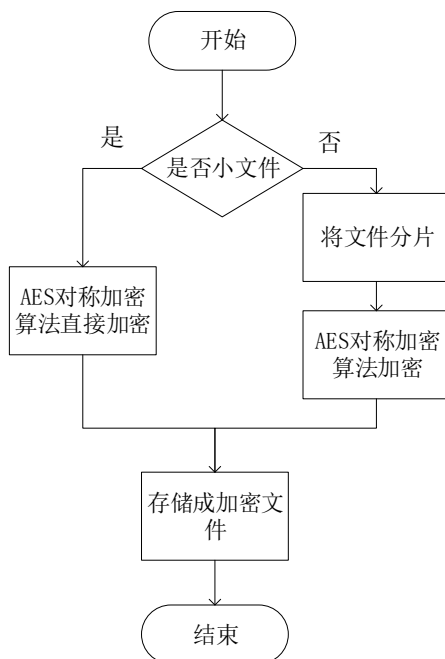 开始
是
否
是否小文件
将文件分片
AES对称加密
算法直接加密
AES对称加密
算法加密
存储成加密文
件
结束